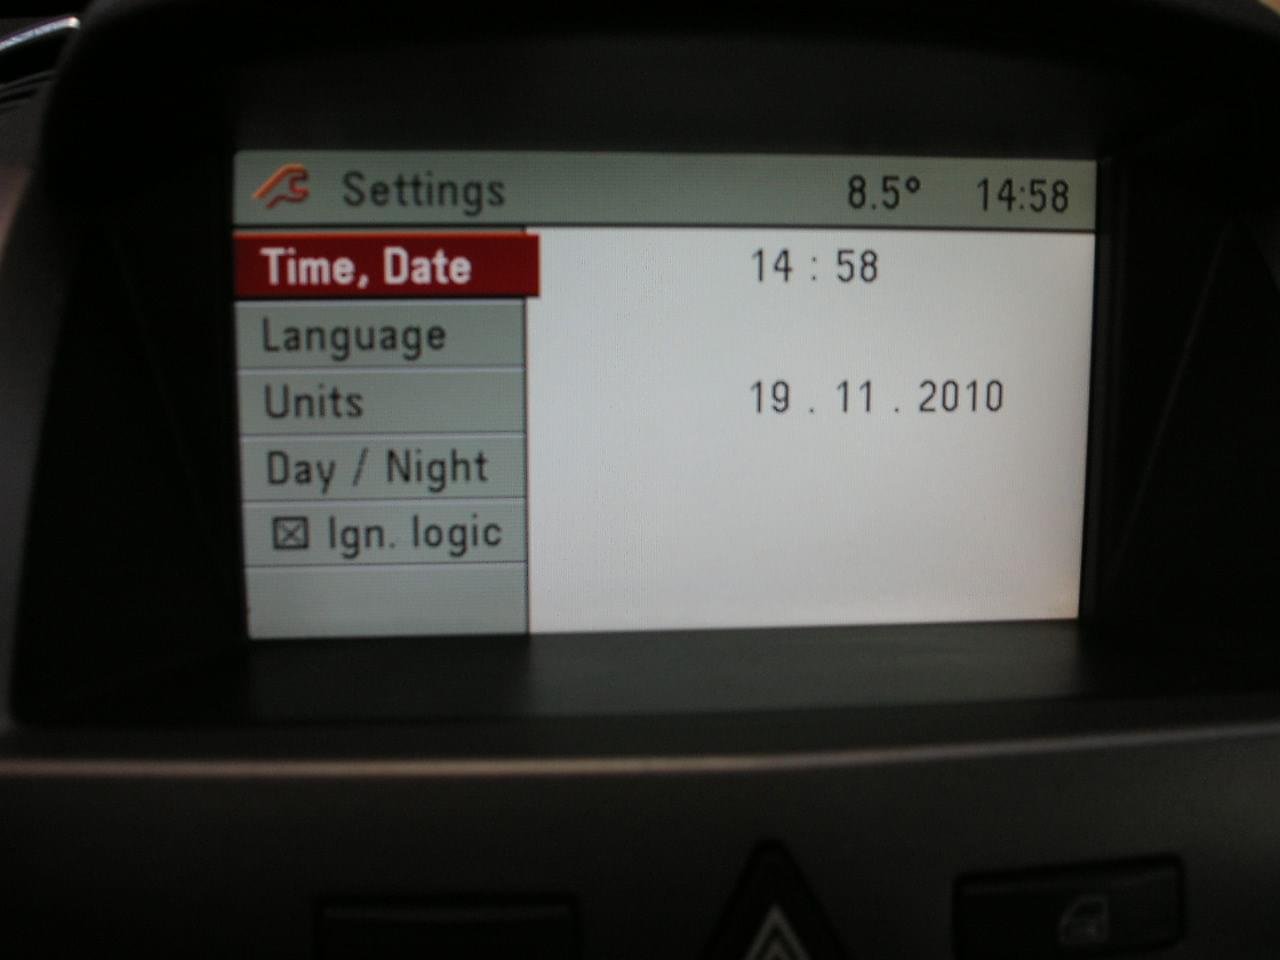 Settings 8.5° 14:58
Time, Date 14 : 58
Language
Units 19 . 11 . 2010
Day / Night
☒ Ign. logic